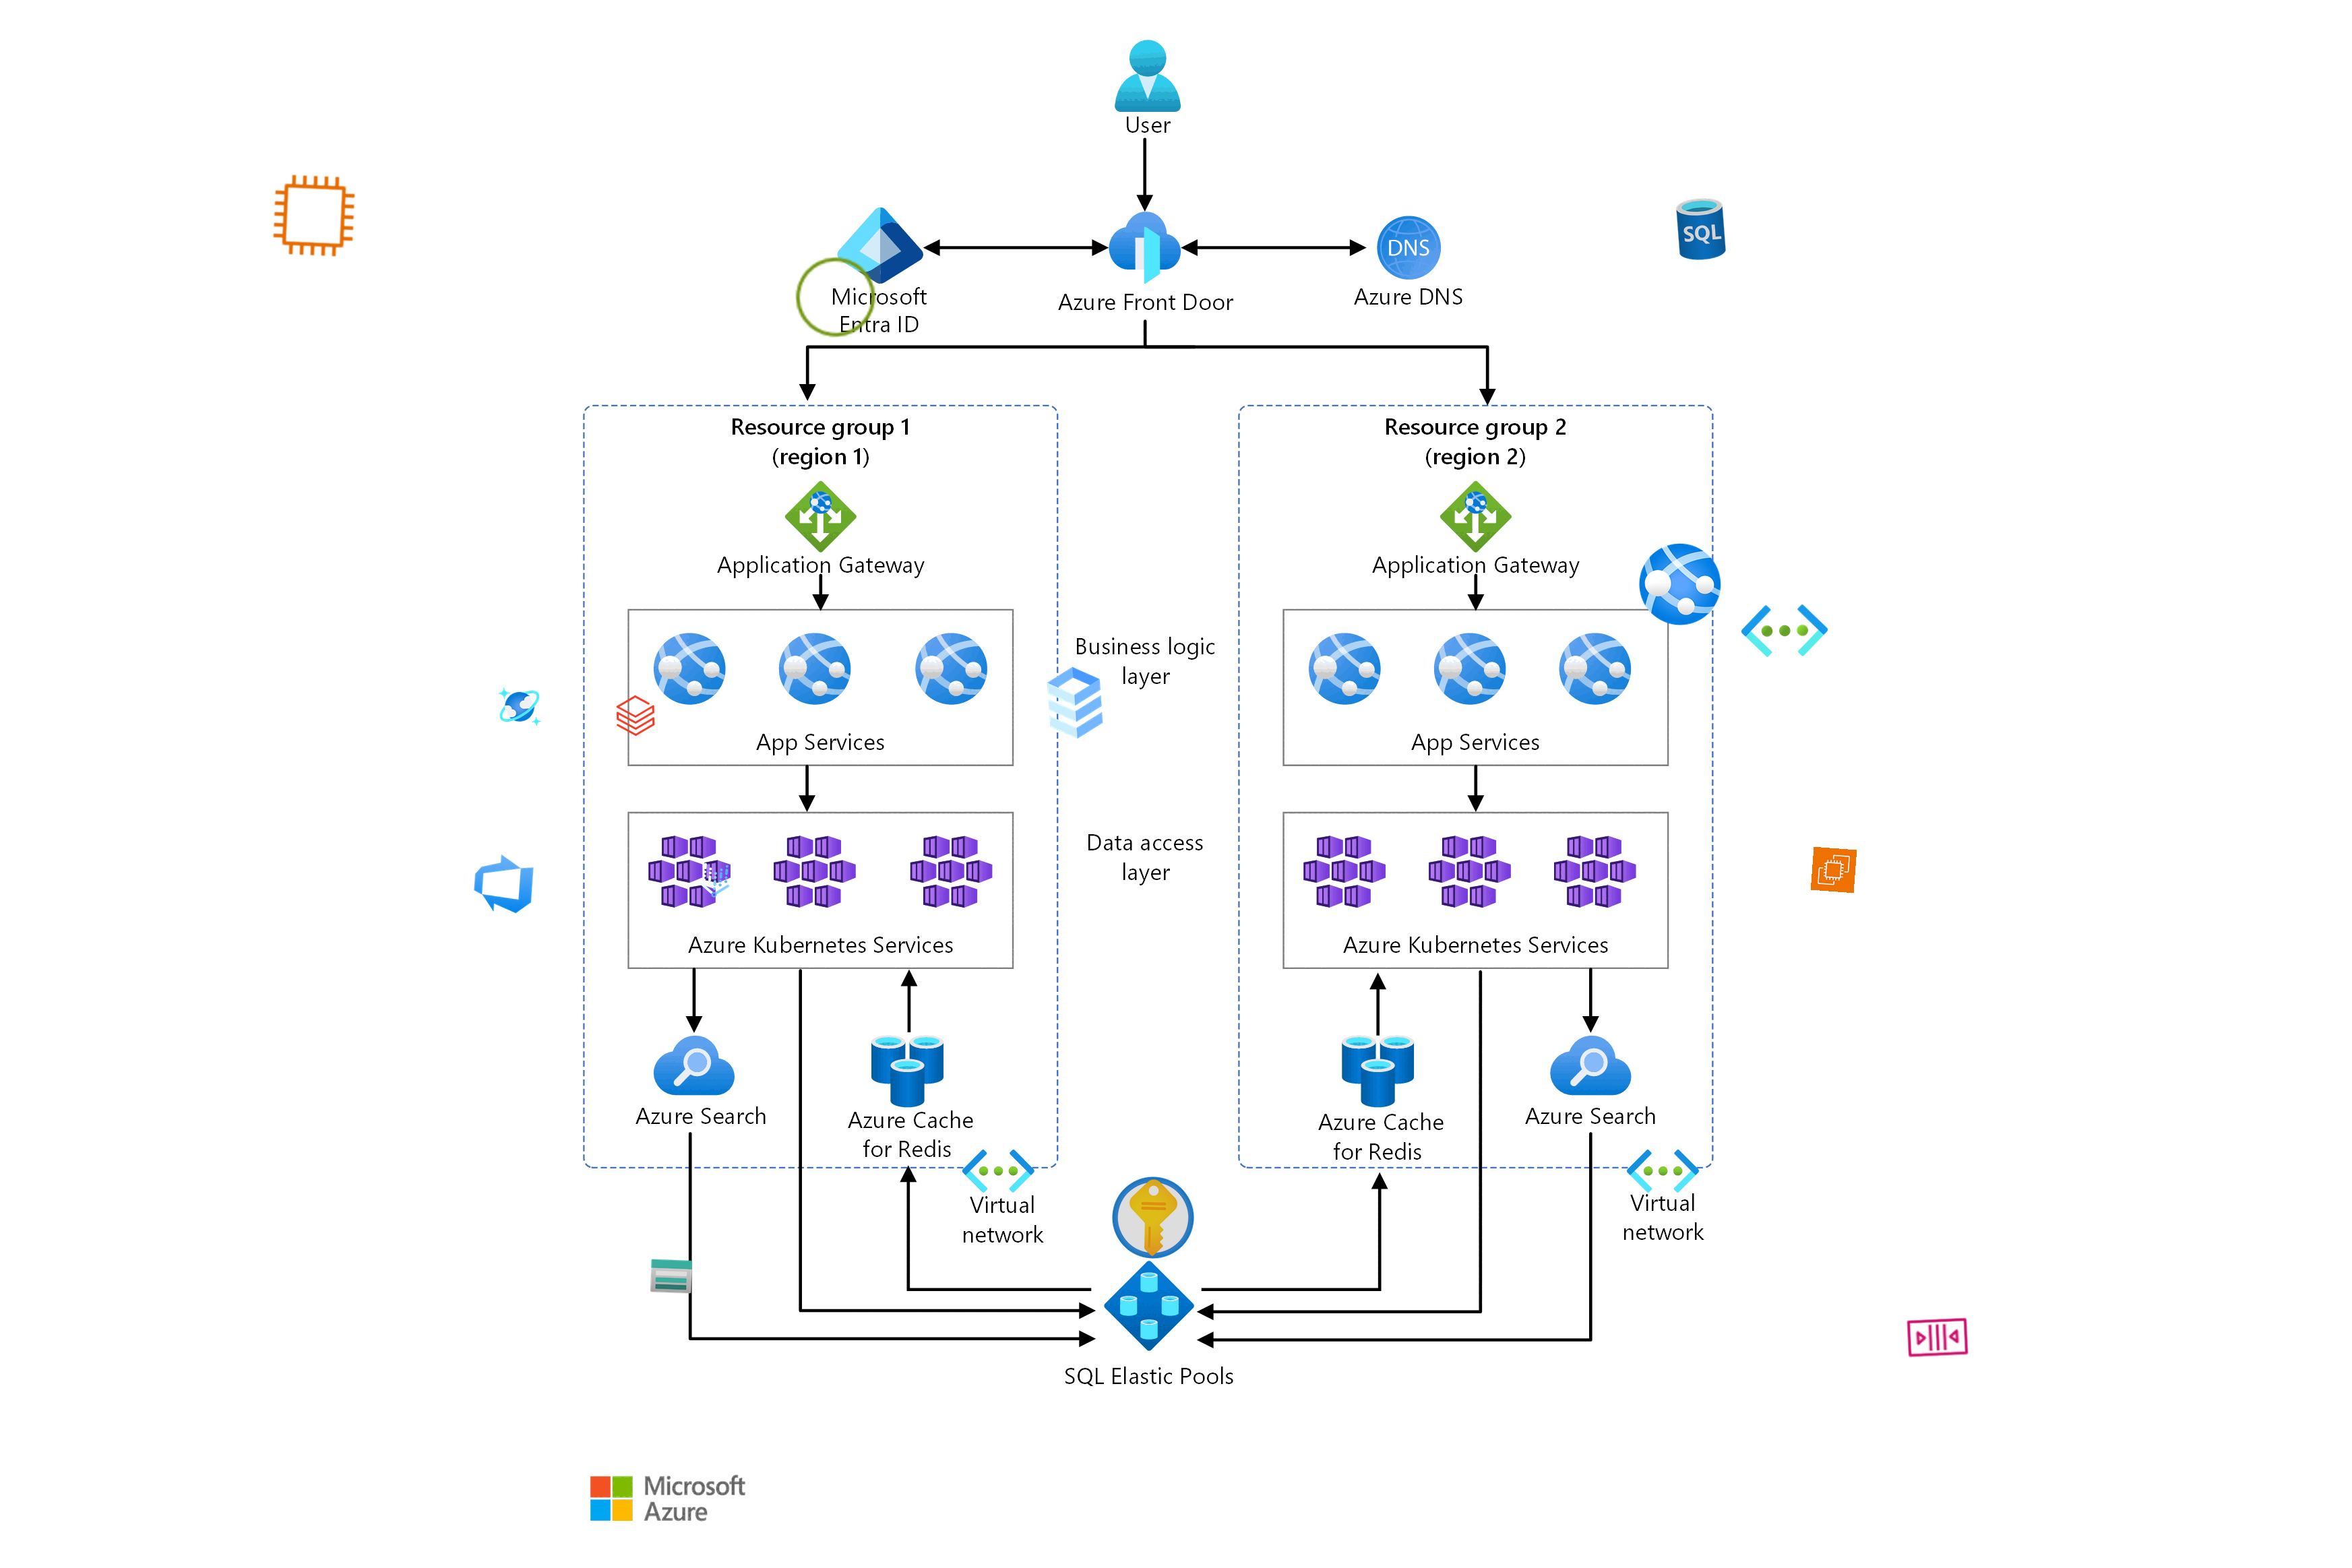 User
Microsoft
Entra ID
Azure Front Door
DNS
Azure DNS
SQL
Resource group 1
(region 1)
Resource group 2
(region 2)
Application Gateway
Application Gateway
Business logic
layer
App Services
App Services
Data access
layer
Azure Kubernetes Services
Azure Kubernetes Services
Azure Search
Azure Cache
for Redis
Azure Cache
for Redis
Azure Search
Virtual
network
Virtual
network
SQL Elastic Pools
Microsoft
Azure